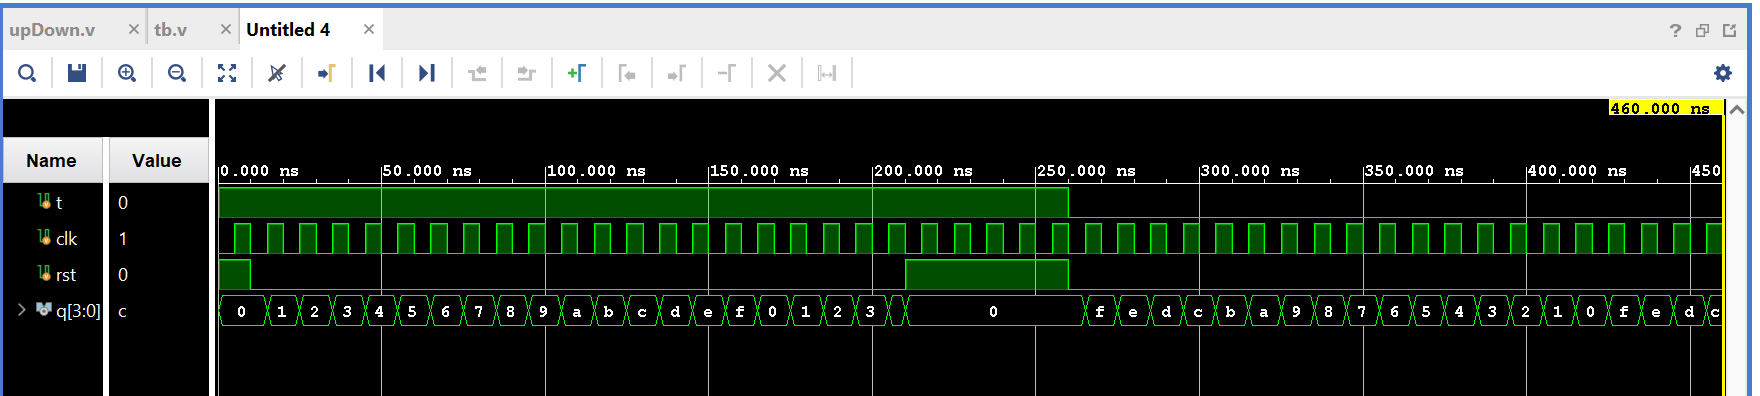 upDown.v × tb.v × Untitled 4 × ?
460.000 ns
Name Value 0.000 ns 50.000 ns 100.000 ns 150.000 ns 200.000 ns 250.000 ns 300.000 ns 350.000 ns 400.000 ns 450
t 0
clk 1
rst 0
q[3:0] c 0 1 2 3 4 5 6 7 8 9 a b c d e f 0 1 2 3 0 f e d c b a 9 8 7 6 5 4 3 2 1 0 f e d c